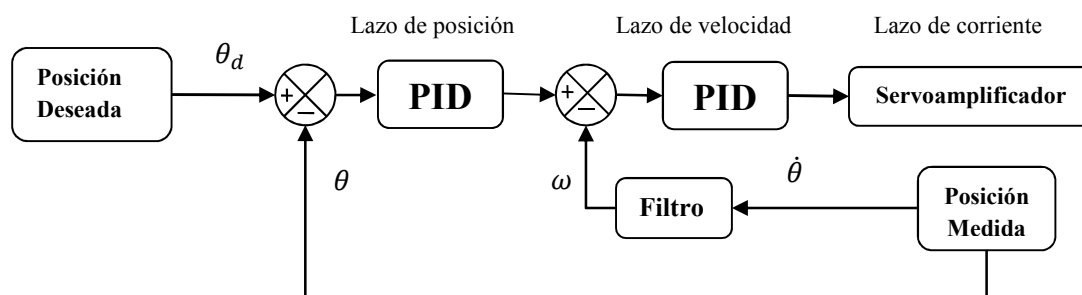 Lazo de posición
Lazo de velocidad
Lazo de corriente
Posición
Deseada
θ_d
+
−
PID
+
−
PID
Servoamplificador
θ
ω
Filtro
θ̇
Posición
Medida